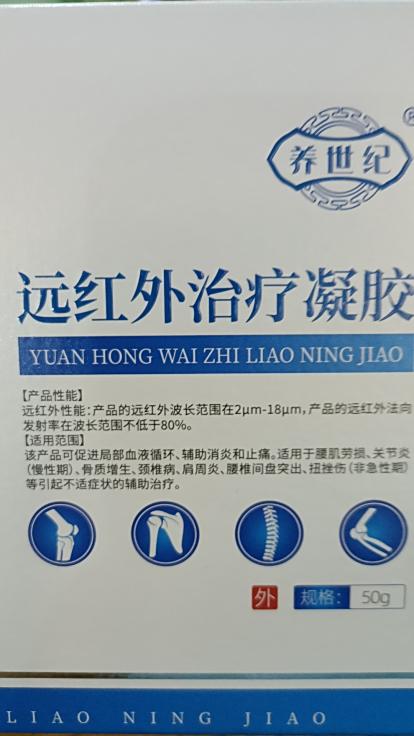 养世纪
远红外治疗凝胶
YUAN HONG WAI ZHI LIAO NING JIAO
【产品性能】
远红外性能:产品的远红外波长范围在2μm-18μm,产品的远红外法向
发射率在波长范围不低于80%。
【适用范围】
该产品可促进局部血液循环、辅助消炎和止痛。适用于腰肌劳损、关节炎
(慢性期)、骨质增生、颈椎病、肩周炎、腰椎间盘突出、扭挫伤(非急性期)
等引起不适症状的辅助治疗。
外 规格: 50g
LIAO NING JIAO